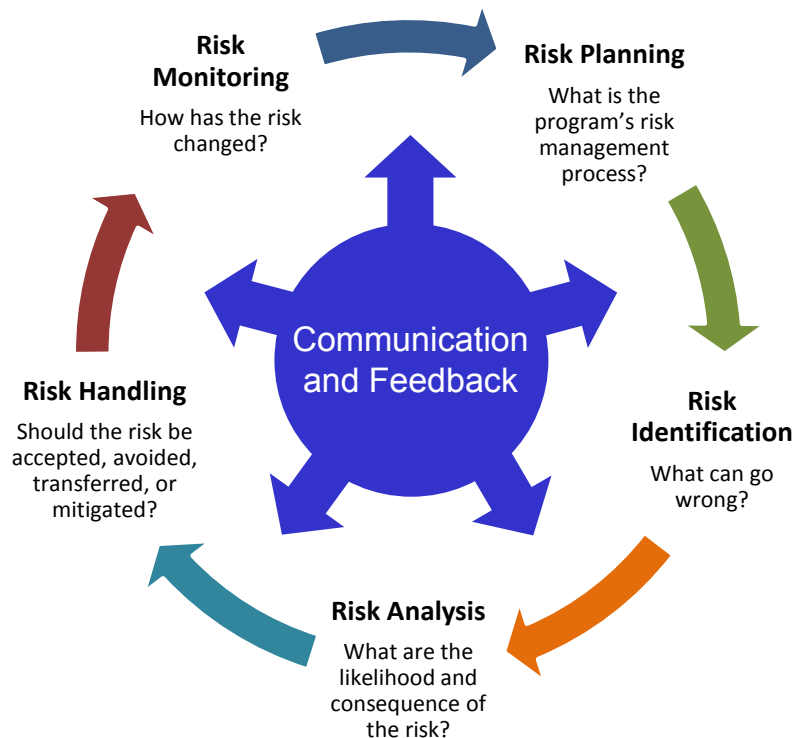 Risk
Monitoring
How has the risk
changed?
Risk Planning
What is the
program's risk
management
process?
Communication
and Feedback
Risk Handling
Should the risk be
accepted, avoided,
transferred, or
mitigated?
Risk
Identification
What can go
wrong?
Risk Analysis
What are the
likelihood and
consequence of
the risk?